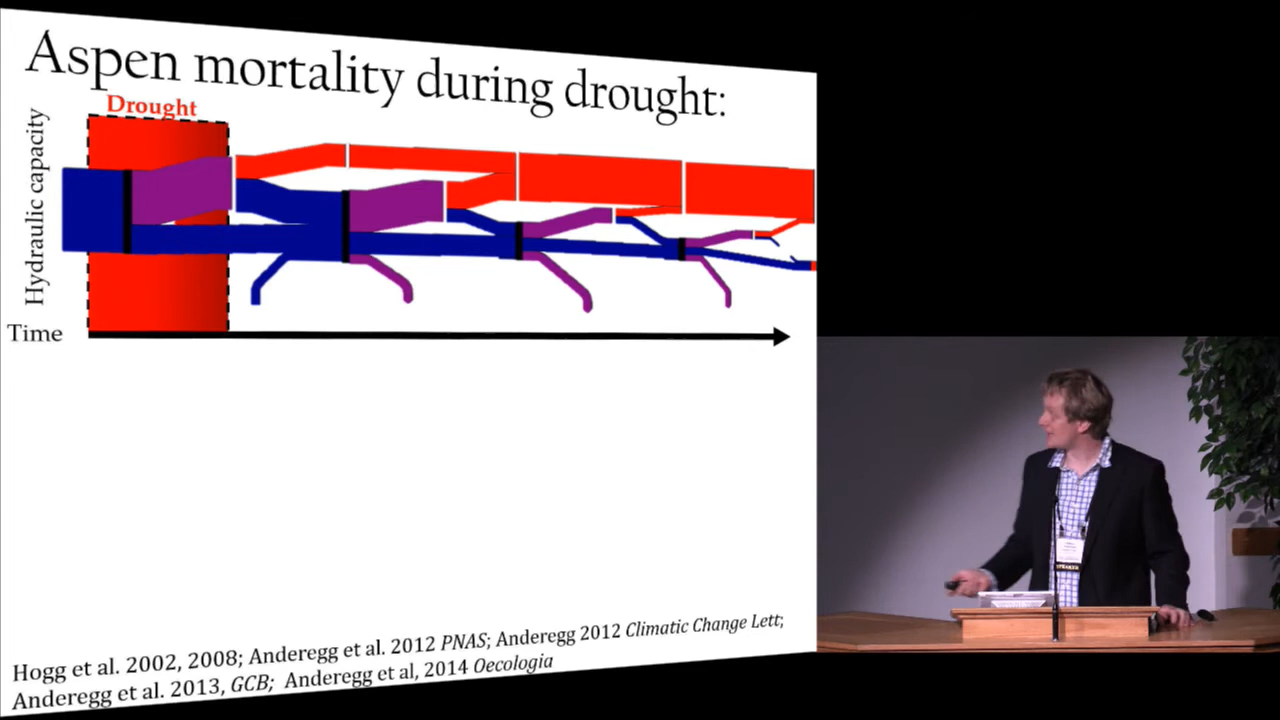 Aspen mortality during drought:
Drought
Hydraulic capacity
Time
Hogg et al. 2002, 2008; Anderegg et al. 2012 PNAS; Anderegg 2012 Climatic Change Lett;
Anderegg et al. 2013, GCB; Anderegg et al, 2014 Oecologia
SPEAKER